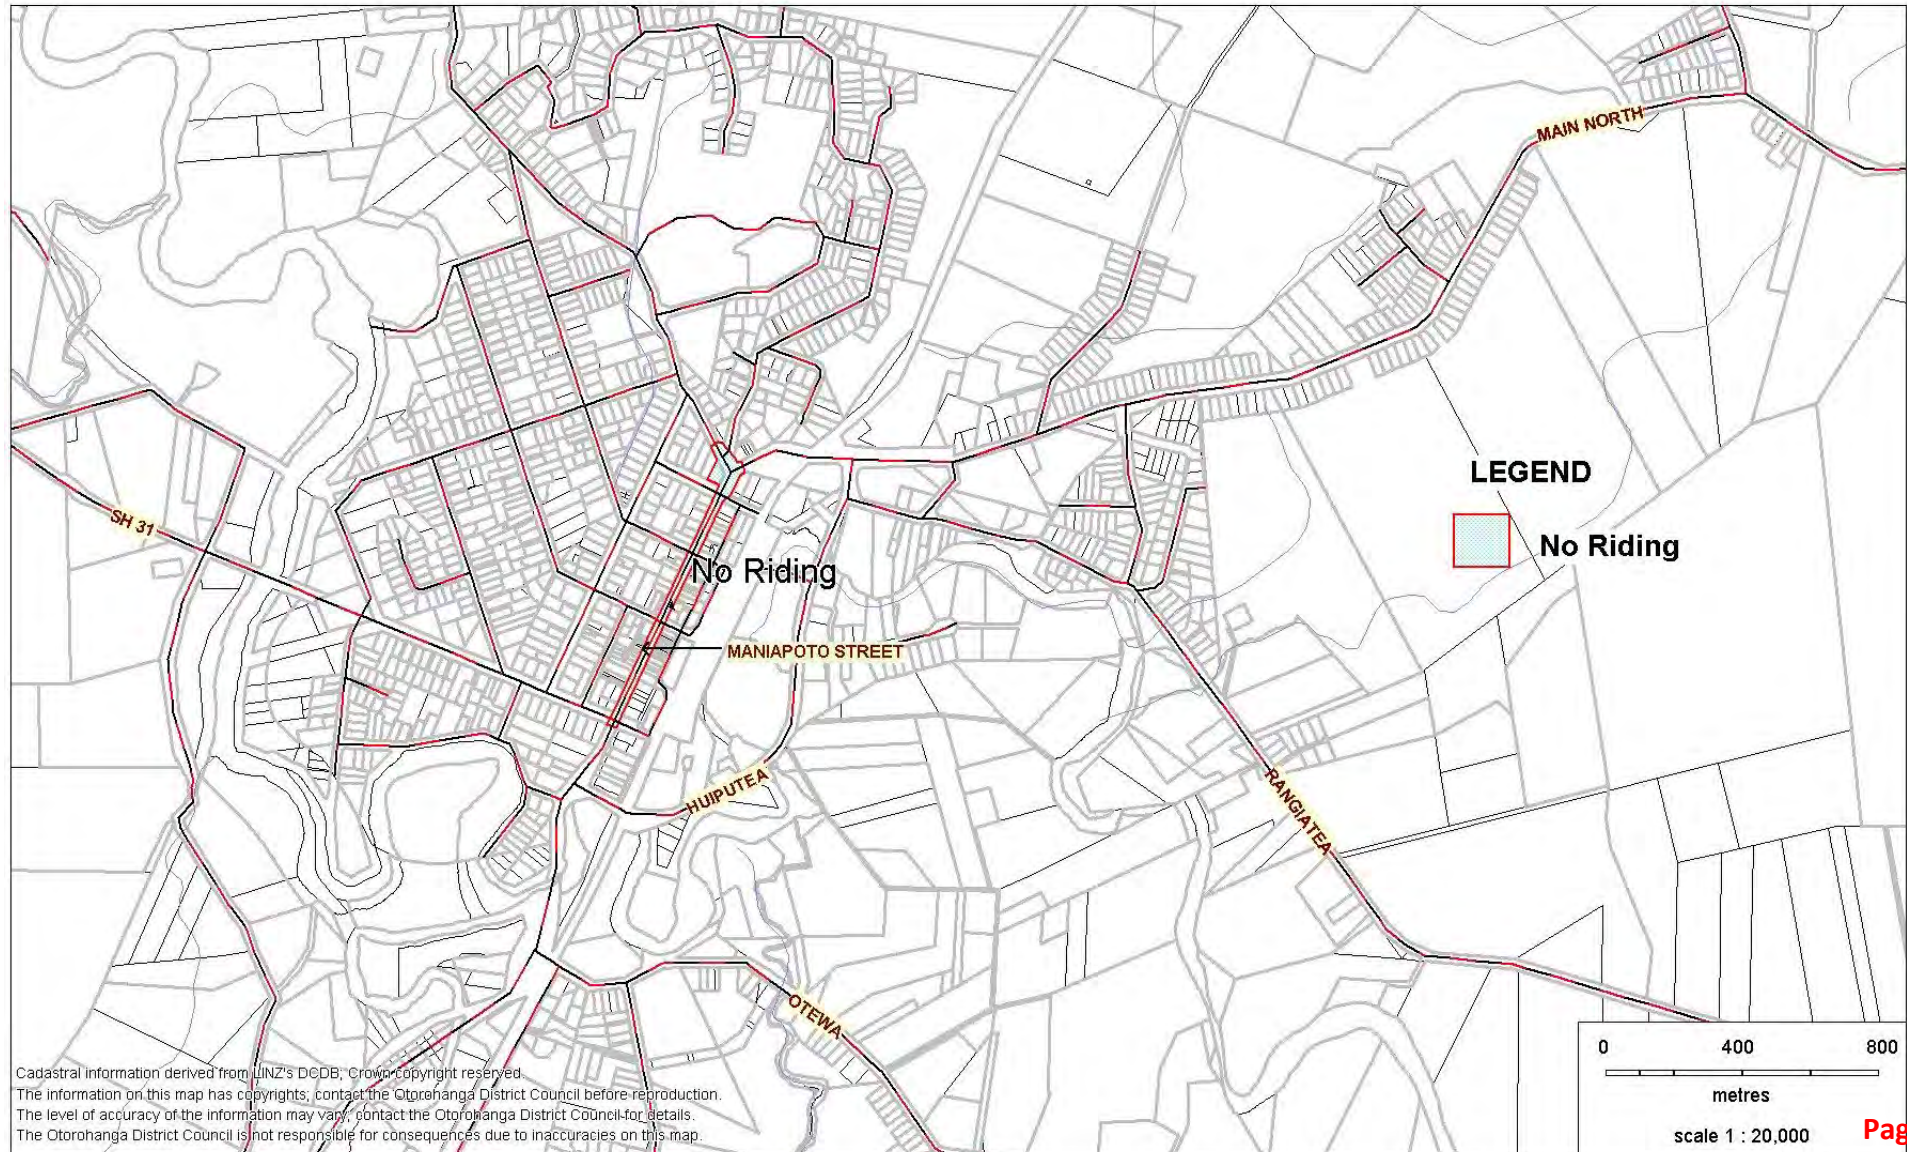 MAIN NORTH
LEGEND
No Riding
SH 31
No Riding
MANIAPOTO STREET
HUIPUTEA
RANGIATEA
OTEWA
Cadastral information derived from LINZ's DCDB, Crown copyright reserved.
The information on this map has copyrights; contact the Otorohanga District Council before reproduction.
The level of accuracy of the information may vary; contact the Otorohanga District Council for details.
The Otorohanga District Council is not responsible for consequences due to inaccuracies on this map.
0 400 800
metres
scale 1 : 20,000
Pag